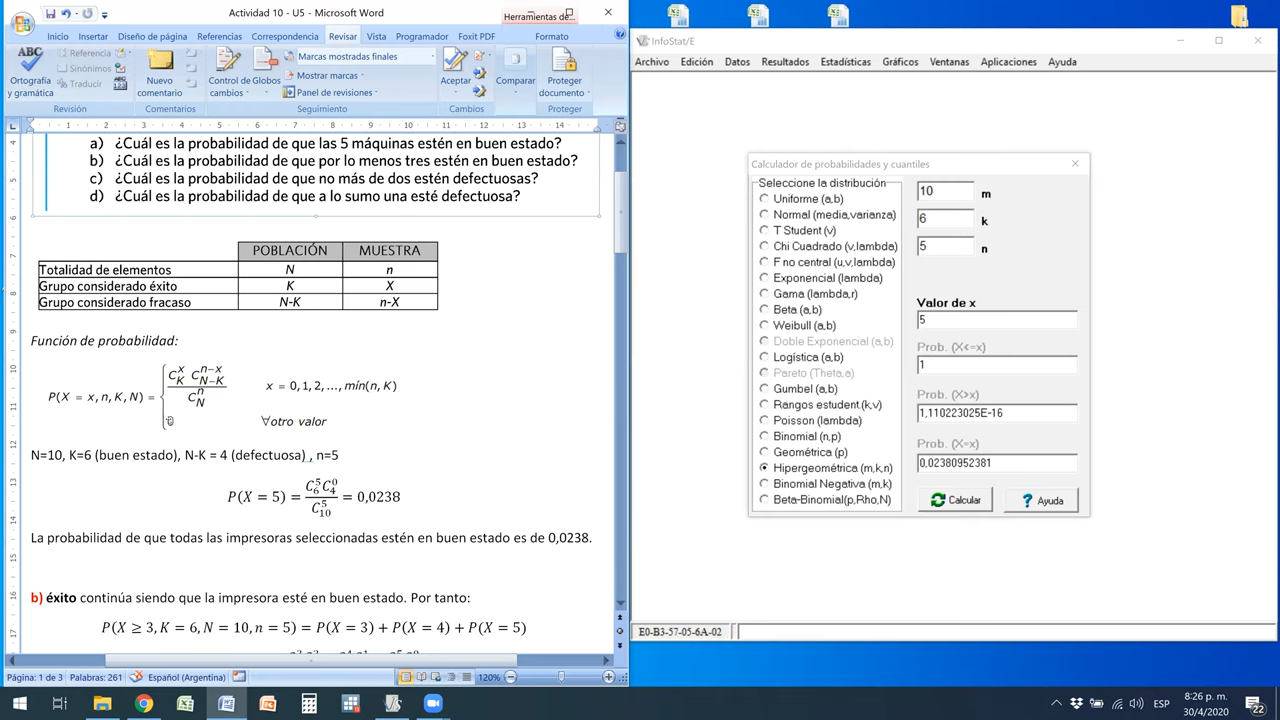 Actividad 10 - U5 - Microsoft Word
Herramientas de...
Inicio Insertar Diseño de página Referencias Correspondencia Revisar Vista Programador Foxit PDF Formato
ABC
Ortografía y gramática
Referencia
Sinónimos
Traducir
Revisión
Nuevo comentario
Comentarios
Control de cambios
Globos
Marcas mostradas finales
Mostrar marcas
Panel de revisiones
Seguimiento
Aceptar
Cambios
Comparar
Comparar
Proteger documento
Proteger
a) ¿Cuál es la probabilidad de que las 5 máquinas estén en buen estado?
b) ¿Cuál es la probabilidad de que por lo menos tres estén en buen estado?
c) ¿Cuál es la probabilidad de que no más de dos estén defectuosas?
d) ¿Cuál es la probabilidad de que a lo sumo una esté defectuosa?
POBLACIÓN MUESTRA
Totalidad de elementos N n
Grupo considerado éxito K X
Grupo considerado fracaso N-K n-X
Función de probabilidad:
P(X = x, n, K, N) = { C_K^x C_{N-K}^{n-x} / C_N^n x = 0, 1, 2, ..., mín(n, K)
0 ∀otro valor
N=10, K=6 (buen estado), N-K = 4 (defectuosa) , n=5
P(X = 5) = C_6^5 C_4^0 / C_10^5 = 0,0238
La probabilidad de que todas las impresoras seleccionadas estén en buen estado es de 0,0238.
b) éxito continúa siendo que la impresora esté en buen estado. Por tanto:
P(X ≥ 3, K = 6, N = 10, n = 5) = P(X = 3) + P(X = 4) + P(X = 5)
Página: 1 de 3 Palabras: 261 Español (Argentina) 120%
InfoStat/E
Archivo Edición Datos Resultados Estadísticas Gráficos Ventanas Aplicaciones Ayuda
Calculador de probabilidades y cuantiles
Seleccione la distribución
Uniforme (a,b)
Normal (media,varianza)
T Student (v)
Chi Cuadrado (v,lambda)
F no central (u,v,lambda)
Exponencial (lambda)
Gama (lambda,r)
Beta (a,b)
Weibull (a,b)
Doble Exponencial (a,b)
Logística (a,b)
Pareto (Theta,a)
Gumbel (a,b)
Rangos estudent.(k,v)
Poisson (lambda)
Binomial (n,p)
Geométrica (p)
Hipergeométrica (m,k,n)
Binomial Negativa (m,k)
Beta-Binomial(p,Rho,N)
10 m
6 k
5 n
Valor de x
5
Prob. (X<=x)
1
Prob. (X>x)
1,110223025E-16
Prob. (X=x)
0,02380952381
Calcular
Ayuda
E0-B3-57-05-6A-02
ESP
8:26 p. m.
30/4/2020
22